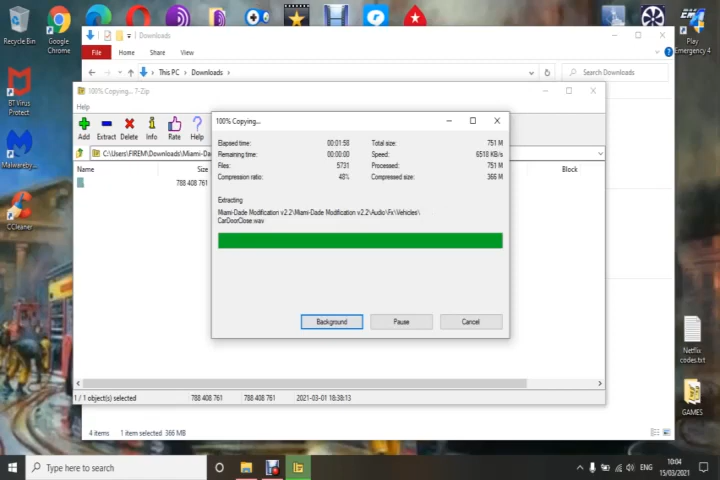 Recycle Bin
Google
Chrome
BT Virus
Protect
Malwareby...
CCleaner
Play
Emergency 4
Netflix
codes.txt
GAMES
Downloads
File
Home
Share
View
This PC > Downloads >
Search Downloads
100% Copying... 7-Zip
Help
Add
Extract
Delete
Info
Rate
Help
C:\Users\FIREM\Downloads\Miami-Da
Name
Size
Block
788 408 761
100% Copying...
Elapsed time: 00:01:58 Total size: 751 M
Remaining time: 00:00:00 Speed: 6518 KB/s
Files: 5731 Processed: 751 M
Compression ratio: 48% Compressed size: 366 M
Extracting
Miami-Dade Modification v2.2\Miami-Dade Modification v2.2\Audio\Fx\Vehicles\
CarDoorClose.wav
Background
Pause
Cancel
1 / 1 object(s) selected 788 408 761 788 408 761 2021-03-01 18:38:13
4 items 1 item selected 366 MB
Type here to search
ENG
10:04
15/03/2021